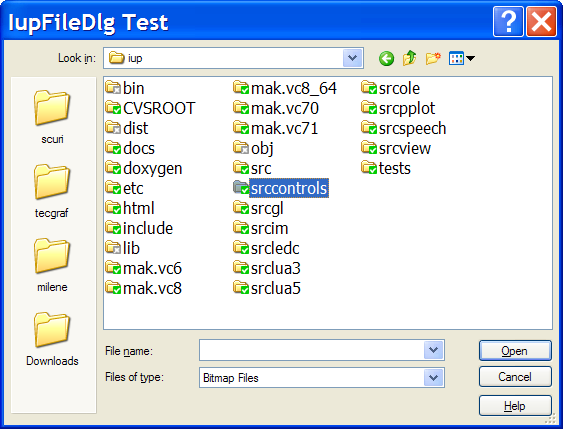 IupFileDlg Test
Look in:
iup
scuri
tecgraf
milene
Downloads
bin
CVSROOT
dist
docs
doxygen
etc
html
include
lib
mak.vc6
mak.vc8
mak.vc8_64
mak.vc70
mak.vc71
obj
src
srccontrols
srcgl
srcim
srcledc
srclua3
srclua5
srcole
srcpplot
srcspeech
srcview
tests
File name:
Open
Files of type:
Bitmap Files
Cancel
Help